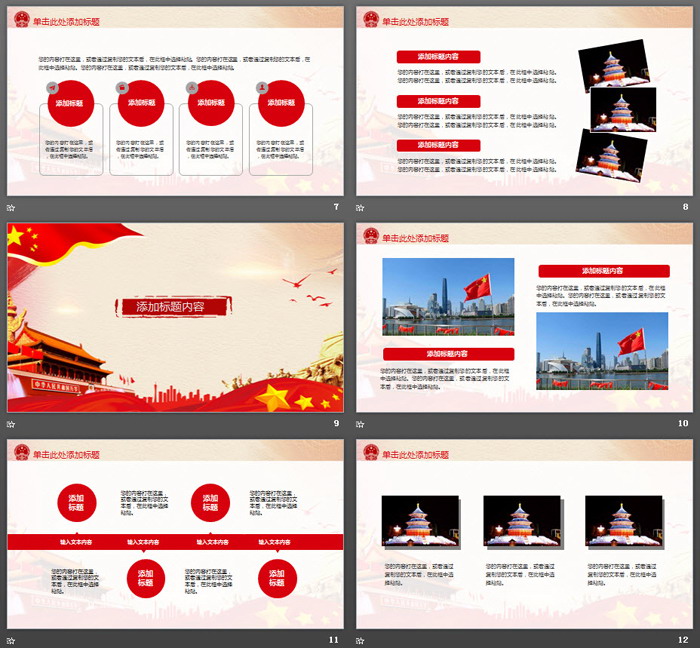 单击此处添加标题
您的内容打在这里，或者通过复制您的文本后，在此框中选择粘贴。您的内容打在这里，或者通过复制您的文本后，在
此框中选择粘贴。您的内容打在这里，或者通过复制您的文本后，在此框中选择粘贴。
添加标题
添加标题
添加标题
添加标题
您的内容打在这里，或
者通过复制您的文本后
，在此框中选择粘贴。
您的内容打在这里，或
者通过复制您的文本后
，在此框中选择粘贴。
您的内容打在这里，或
者通过复制您的文本后
，在此框中选择粘贴。
您的内容打在这里，或
者通过复制您的文本后
，在此框中选择粘贴。
7
单击此处添加标题
添加标题内容
您的内容打在这里，或者通过复制您的文本后，在此框中选择粘贴。
您的内容打在这里，或者通过复制您的文本后，在此框中选择粘贴。
添加标题内容
您的内容打在这里，或者通过复制您的文本后，在此框中选择粘贴。
您的内容打在这里，或者通过复制您的文本后，在此框中选择粘贴。
添加标题内容
您的内容打在这里，或者通过复制您的文本后，在此框中选择粘贴。
您的内容打在这里，或者通过复制您的文本后，在此框中选择粘贴。
8
添加标题内容
9
单击此处添加标题
添加标题内容
您的内容打在这里，或者通过复制您的文本后，在此框
中选择粘贴。您的内容打在这里，或者通过复制您的文
本后，在此框中选择粘贴。
添加标题内容
您的内容打在这里，或者通过复制您的文本后，在此框
中选择粘贴。您的内容打在这里，或者通过复制您的文
本后，在此框中选择粘贴。
10
单击此处添加标题
添加
标题
您的内容打在这里，
或者通过复制您的文
本后，在此框中选择
粘贴。
添加
标题
您的内容打在这里，
或者通过复制您的文
本后，在此框中选择
粘贴。
输入文本内容
输入文本内容
输入文本内容
输入文本内容
您的内容打在这里，
或者通过复制您的文
本后，在此框中选择
粘贴。
添加
标题
您的内容打在这里，
或者通过复制您的文
本后，在此框中选择
粘贴。
添加
标题
11
单击此处添加标题
您的内容打在这里，或者通过复制
您的文本后，在此框中选
择粘贴。
您的内容打在这里，或者通过复制
您的文本后，在此框中选
择粘贴。
您的内容打在这里，或者通过复制
您的文本后，在此框中选
择粘贴。
12